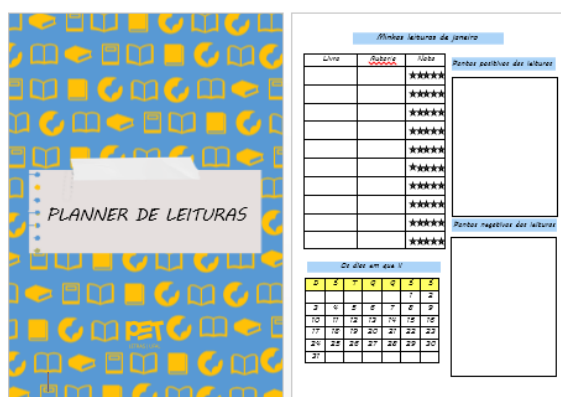 PLANNER DE LEITURAS
PET
Minhas leituras de janeiro
Livro Autoria Nota
★★★★★
★★★★★
★★★★★
★★★★★
★★★★★
★★★★★
★★★★★
★★★★★
★★★★★
★★★★★
Pontos positivos das leituras
Pontos negativos das leituras
Os dias em que li
D S T Q Q S S
1 2
3 4 5 6 7 8 9
10 11 12 13 14 15 16
17 18 19 20 21 22 23
24 25 26 27 28 29 30
31